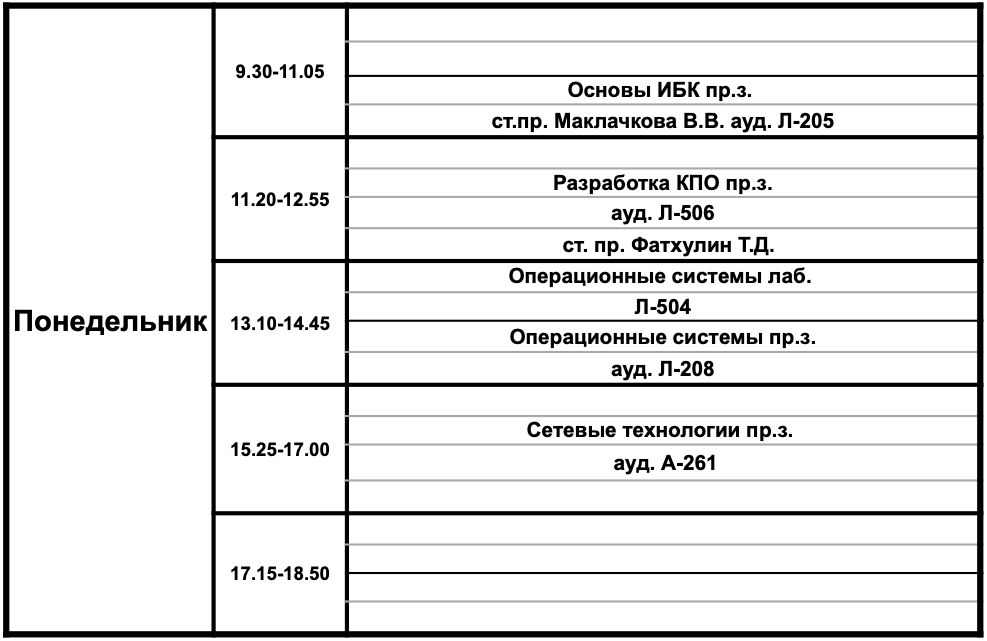 Понедельник
9.30-11.05
Основы ИБК пр.з.
ст.пр. Маклачкова В.В. ауд. Л-205
11.20-12.55
Разработка КПО пр.з.
ауд. Л-506
ст. пр. Фатхулин Т.Д.
13.10-14.45
Операционные системы лаб.
Л-504
Операционные системы пр.з.
ауд. Л-208
15.25-17.00
Сетевые технологии пр.з.
ауд. А-261
17.15-18.50